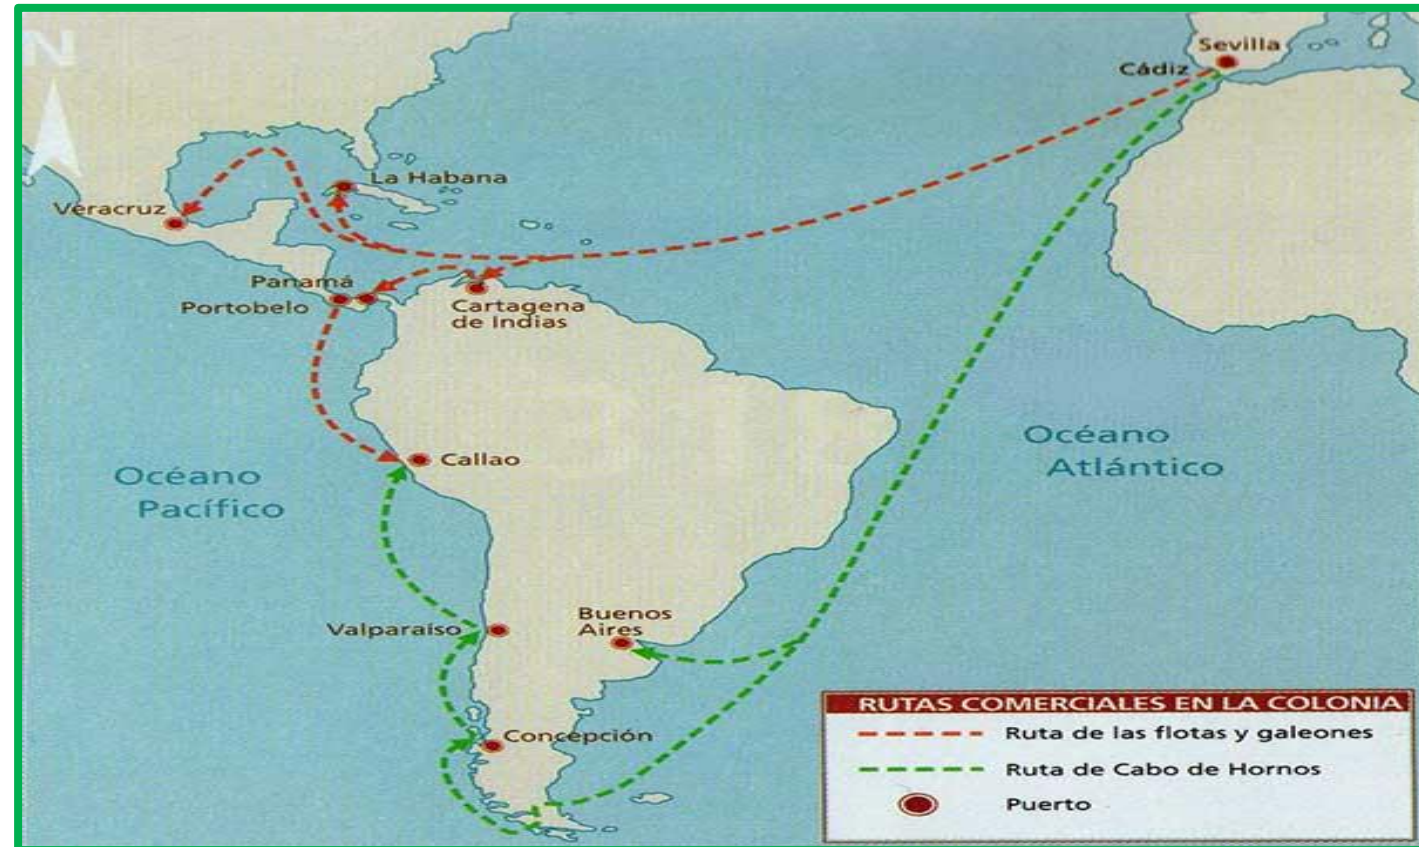 N
Sevilla
Cádiz
La Habana
Veracruz
Panamá
Portobelo
Cartagena
de Indias
Callao
Océano
Pacífico
Océano
Atlántico
Valparaíso
Buenos
Aires
Concepción
RUTAS COMERCIALES EN LA COLONIA
Ruta de las flotas y galeones
Ruta de Cabo de Hornos
Puerto